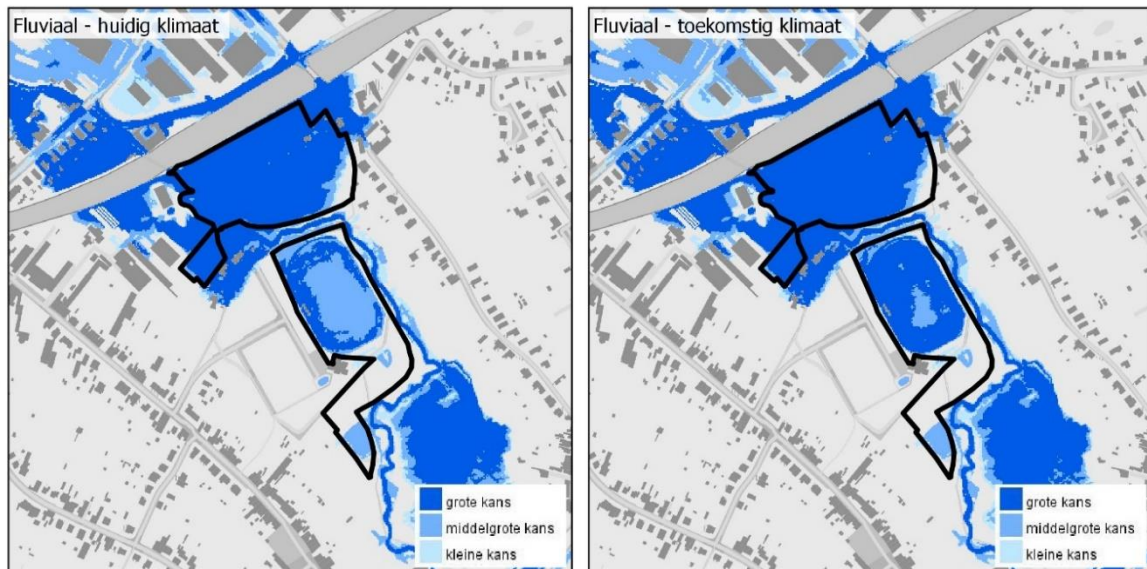 Fluviaal - huidig klimaat
grote kans
middelgrote kans
kleine kans
Fluviaal - toekomstig klimaat
grote kans
middelgrote kans
kleine kans